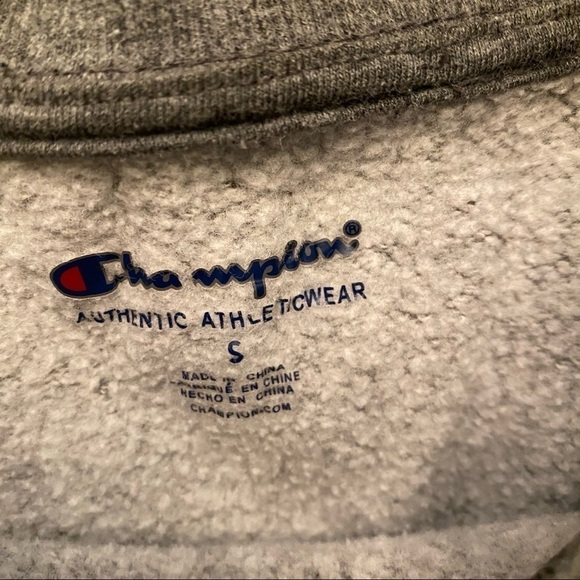 Champion®
AUTHENTIC ATHLETICWEAR
S
MADE IN CHINA
FABRIQUÉ EN CHINE
HECHO EN CHINA
CHAMPION.COM